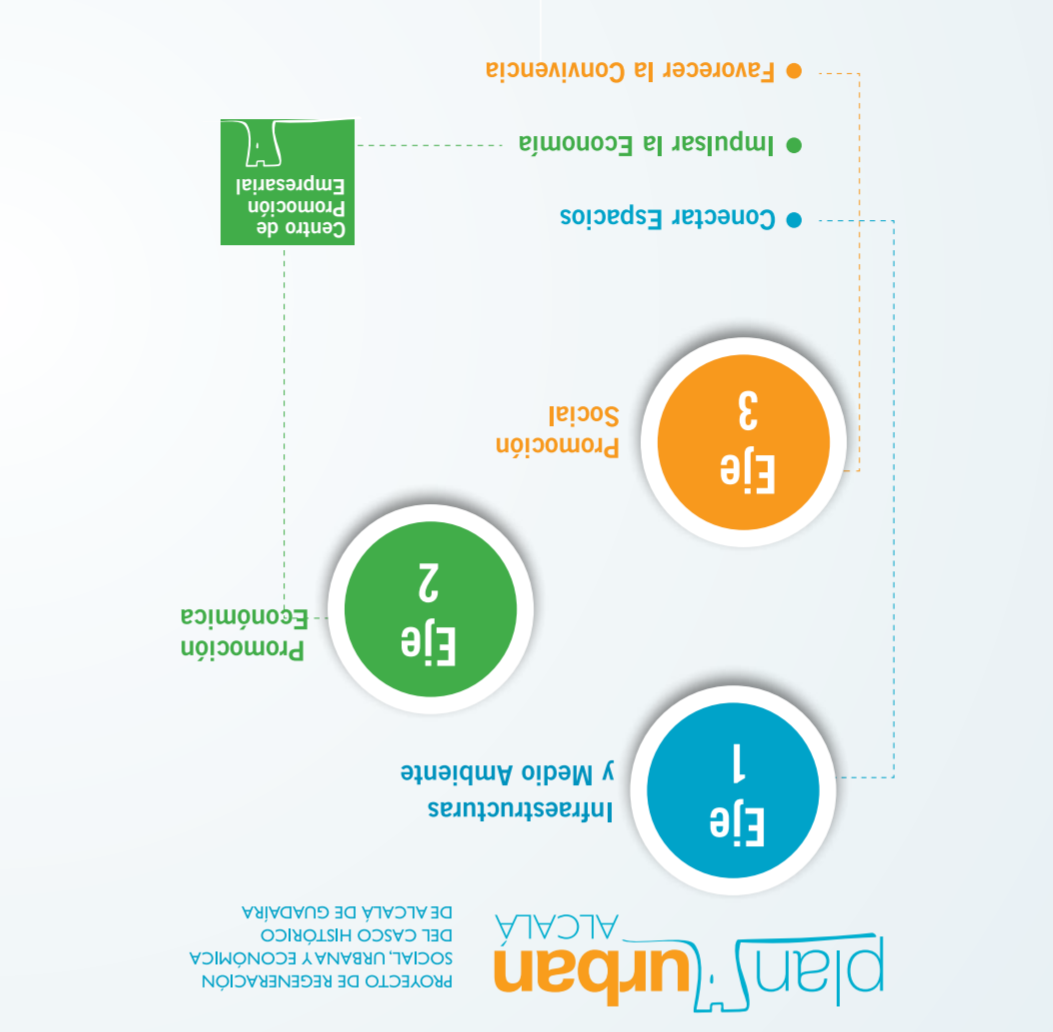 plan urban
ALCALÁ
PROYECTO DE REGENERACIÓN
SOCIAL, URBANA Y ECONÓMICA
DEL CASCO HISTÓRICO
DE ALCALÁ DE GUADAÍRA
Eje
1
Infraestructuras
y Medio Ambiente
Eje
2
Promoción
Económica
Eje
3
Promoción
Social
Conectar Espacios
Impulsar la Economía
Favorecer la Convivencia
Centro de
Promoción
Empresarial